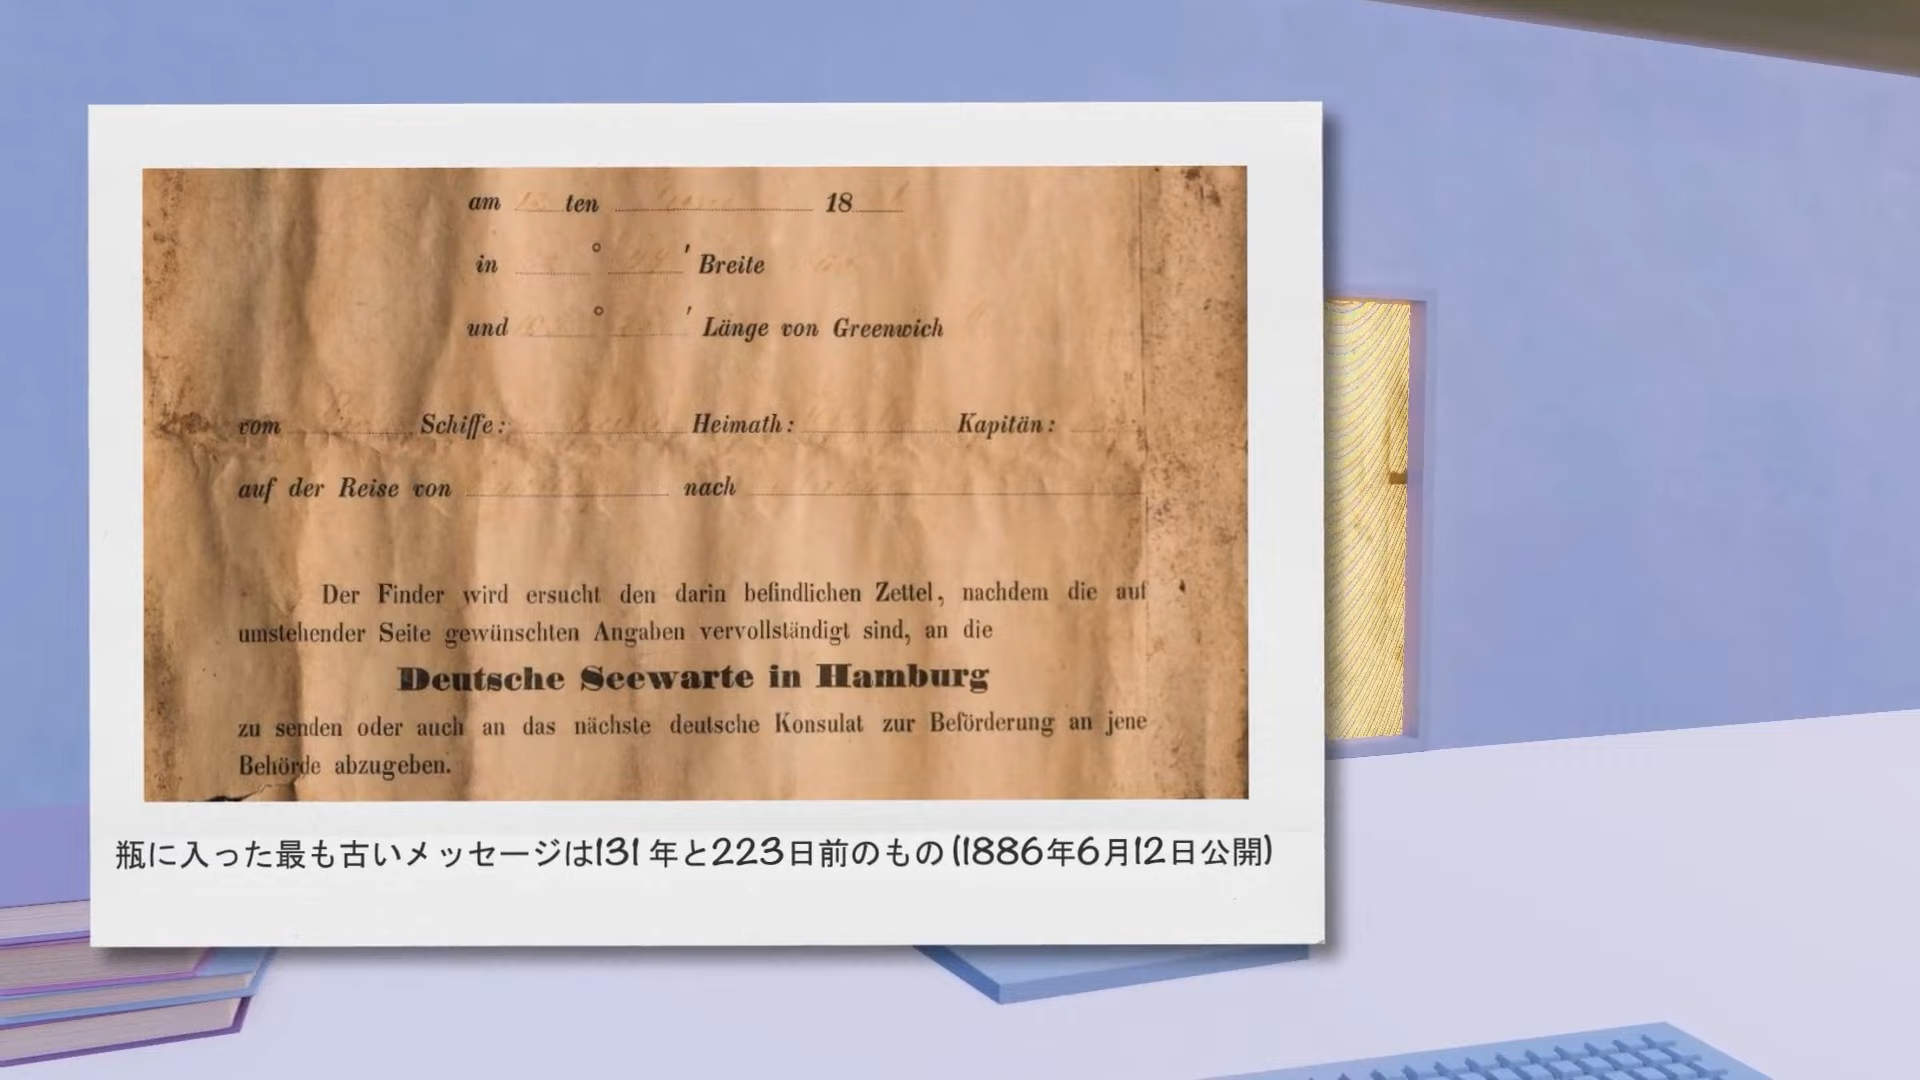 am ten 18
in ° ' Breite
und ° ' Länge von Greenwich
vom Schiffe: Heimath: Kapitän:
auf der Reise von nach
Der Finder wird ersucht den darin befindlichen Zettel, nachdem die auf
umstehender Seite gewünschten Angaben vervollständigt sind, an die
Deutsche Seewarte in Hamburg
zu senden oder auch an das nächste deutsche Konsulat zur Beförderung an jene
Behörde abzugeben.
瓶に入った最も古いメッセージは131年と223日前のもの(1886年6月12日公開)